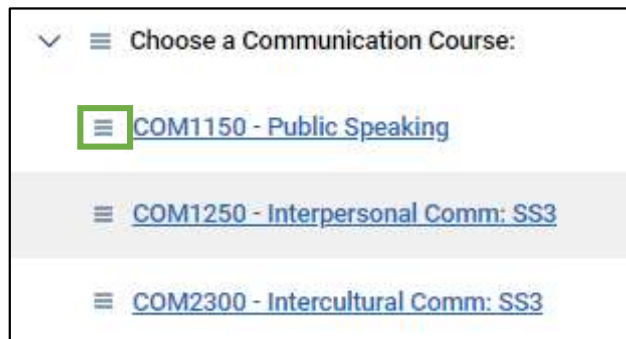 Choose a Communication Course:
COM1150 - Public Speaking
COM1250 - Interpersonal Comm: SS3
COM2300 - Intercultural Comm: SS3